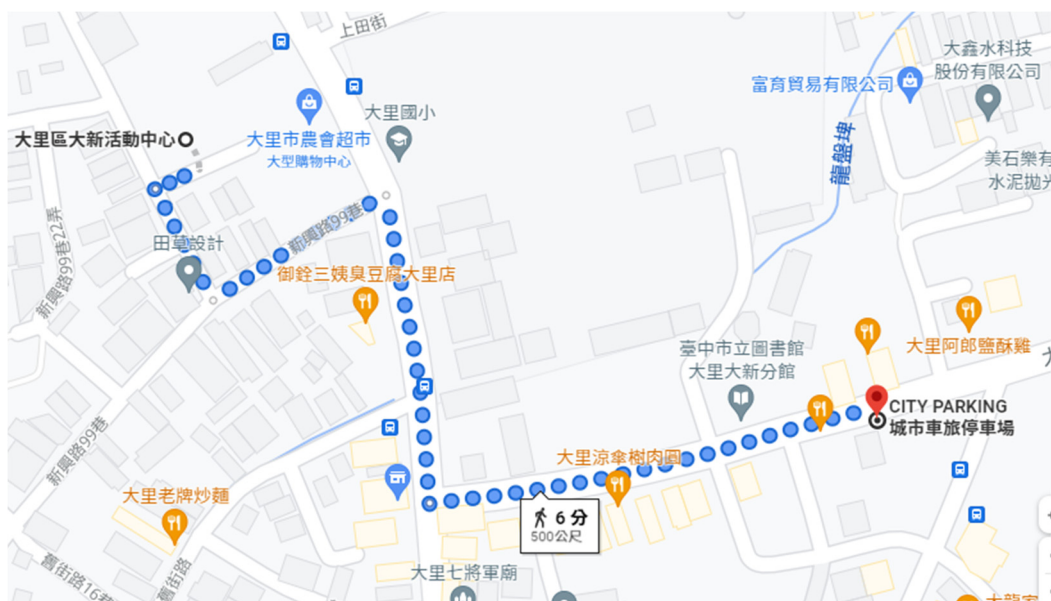 上田街
大鑫水科技
股份有限公司
富育貿易有限公司
大里國小
大里區大新活動中心
大里市農會超市
大型購物中心
龍盤埤
美石樂有
水泥拋光
新興路99巷22弄
新興路99巷
田草設計
御銓三姨臭豆腐大里店
大里阿郎鹽酥雞
臺中市立圖書館
大里大新分館
CITY PARKING
城市車旅停車場
新興路99巷
大里涼傘樹肉圓
大里老牌炒麵
6 分
500公尺
舊街路16巷
舊街路
大里七將軍廟